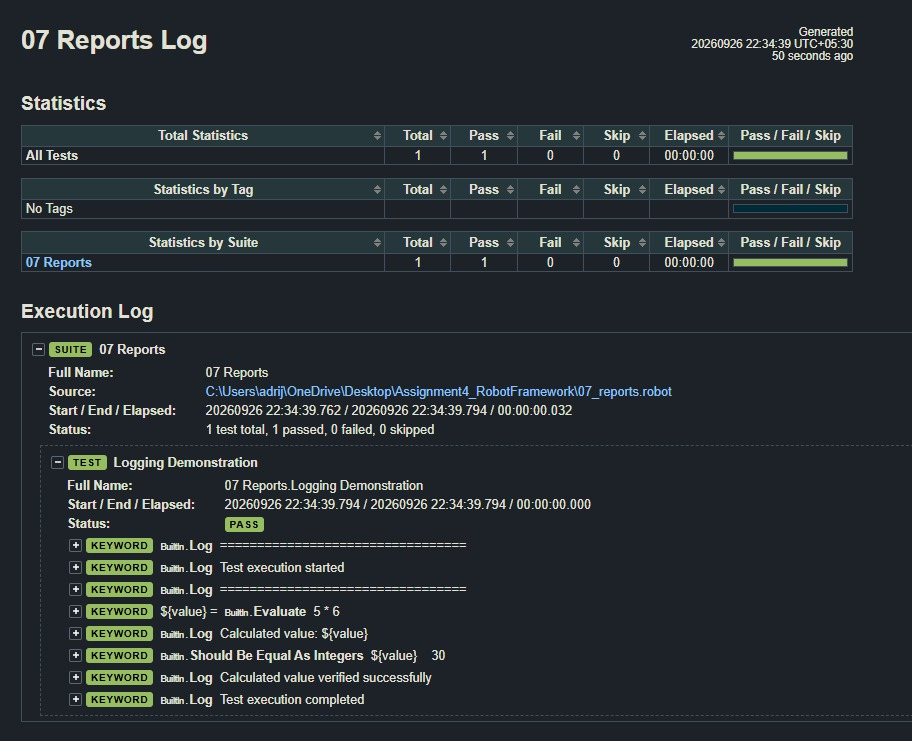 07 Reports Log
Generated
20260926 22:34:39 UTC+05:30
50 seconds ago
Statistics
Total Statistics Total Pass Fail Skip Elapsed Pass / Fail / Skip
All Tests 1 1 0 0 00:00:00
Statistics by Tag Total Pass Fail Skip Elapsed Pass / Fail / Skip
No Tags
Statistics by Suite Total Pass Fail Skip Elapsed Pass / Fail / Skip
07 Reports 1 1 0 0 00:00:00
Execution Log
SUITE 07 Reports
Full Name: 07 Reports
Source: C:\Users\adrij\OneDrive\Desktop\Assignment4_RobotFramework\07_reports.robot
Start / End / Elapsed: 20260926 22:34:39.762 / 20260926 22:34:39.794 / 00:00:00.032
Status: 1 test total, 1 passed, 0 failed, 0 skipped
TEST Logging Demonstration
Full Name: 07 Reports.Logging Demonstration
Start / End / Elapsed: 20260926 22:34:39.794 / 20260926 22:34:39.794 / 00:00:00.000
Status: PASS
KEYWORD BuiltIn.Log =================================
KEYWORD BuiltIn.Log Test execution started
KEYWORD BuiltIn.Log =================================
KEYWORD ${value} = BuiltIn.Evaluate 5 * 6
KEYWORD BuiltIn.Log Calculated value: ${value}
KEYWORD BuiltIn.Should Be Equal As Integers ${value} 30
KEYWORD BuiltIn.Log Calculated value verified successfully
KEYWORD BuiltIn.Log Test execution completed